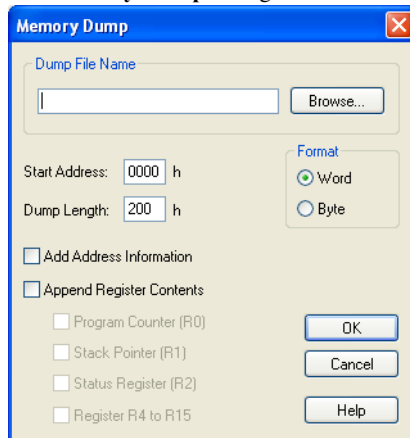 Memory Dump
Dump File Name
Browse...
Start Address: 0000 h
Dump Length: 200 h
Format
Word
Byte
Add Address Information
Append Register Contents
Program Counter (R0)
Stack Pointer (R1)
Status Register (R2)
Register R4 to R15
OK
Cancel
Help